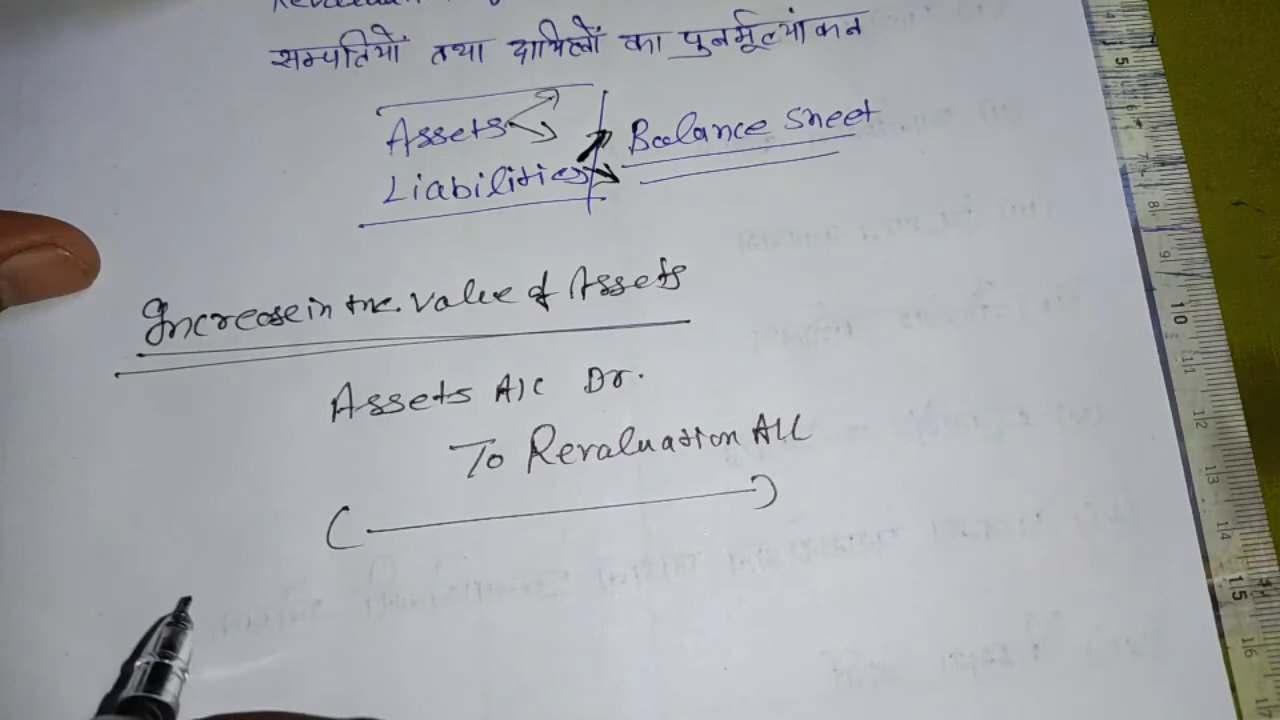 सम्पतियों तथा दायित्वों का पुनर्मूल्यांकन
Assets
Liabilities
Balance Sheet
Increase in the value of Assets
Assets A/C Dr.
To Revaluation A/C